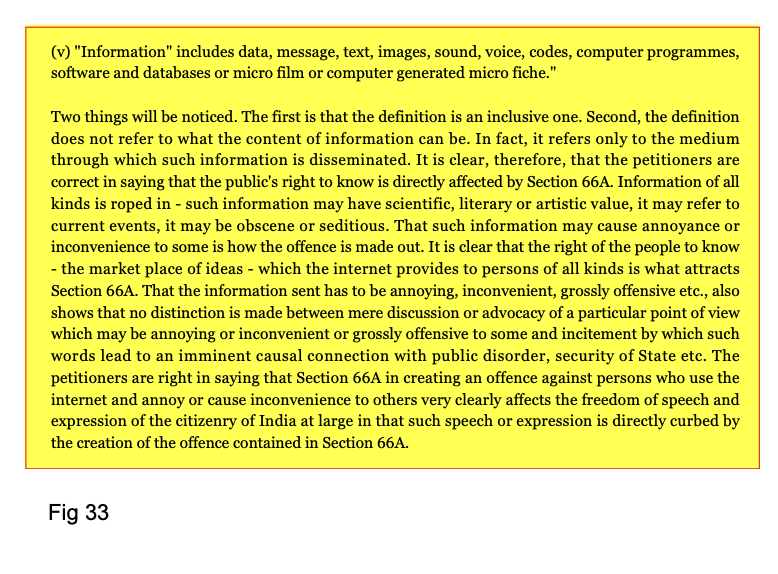 (v) "Information" includes data, message, text, images, sound, voice, codes, computer programmes,
software and databases or micro film or computer generated micro fiche."
Two things will be noticed. The first is that the definition is an inclusive one. Second, the definition
does not refer to what the content of information can be. In fact, it refers only to the medium
through which such information is disseminated. It is clear, therefore, that the petitioners are
correct in saying that the public's right to know is directly affected by Section 66A. Information of all
kinds is roped in - such information may have scientific, literary or artistic value, it may refer to
current events, it may be obscene or seditious. That such information may cause annoyance or
inconvenience to some is how the offence is made out. It is clear that the right of the people to know
- the market place of ideas - which the internet provides to persons of all kinds is what attracts
Section 66A. That the information sent has to be annoying, inconvenient, grossly offensive etc., also
shows that no distinction is made between mere discussion or advocacy of a particular point of view
which may be annoying or inconvenient or grossly offensive to some and incitement by which such
words lead to an imminent causal connection with public disorder, security of State etc. The
petitioners are right in saying that Section 66A in creating an offence against persons who use the
internet and annoy or cause inconvenience to others very clearly affects the freedom of speech and
expression of the citizenry of India at large in that such speech or expression is directly curbed by
the creation of the offence contained in Section 66A.
Fig 33